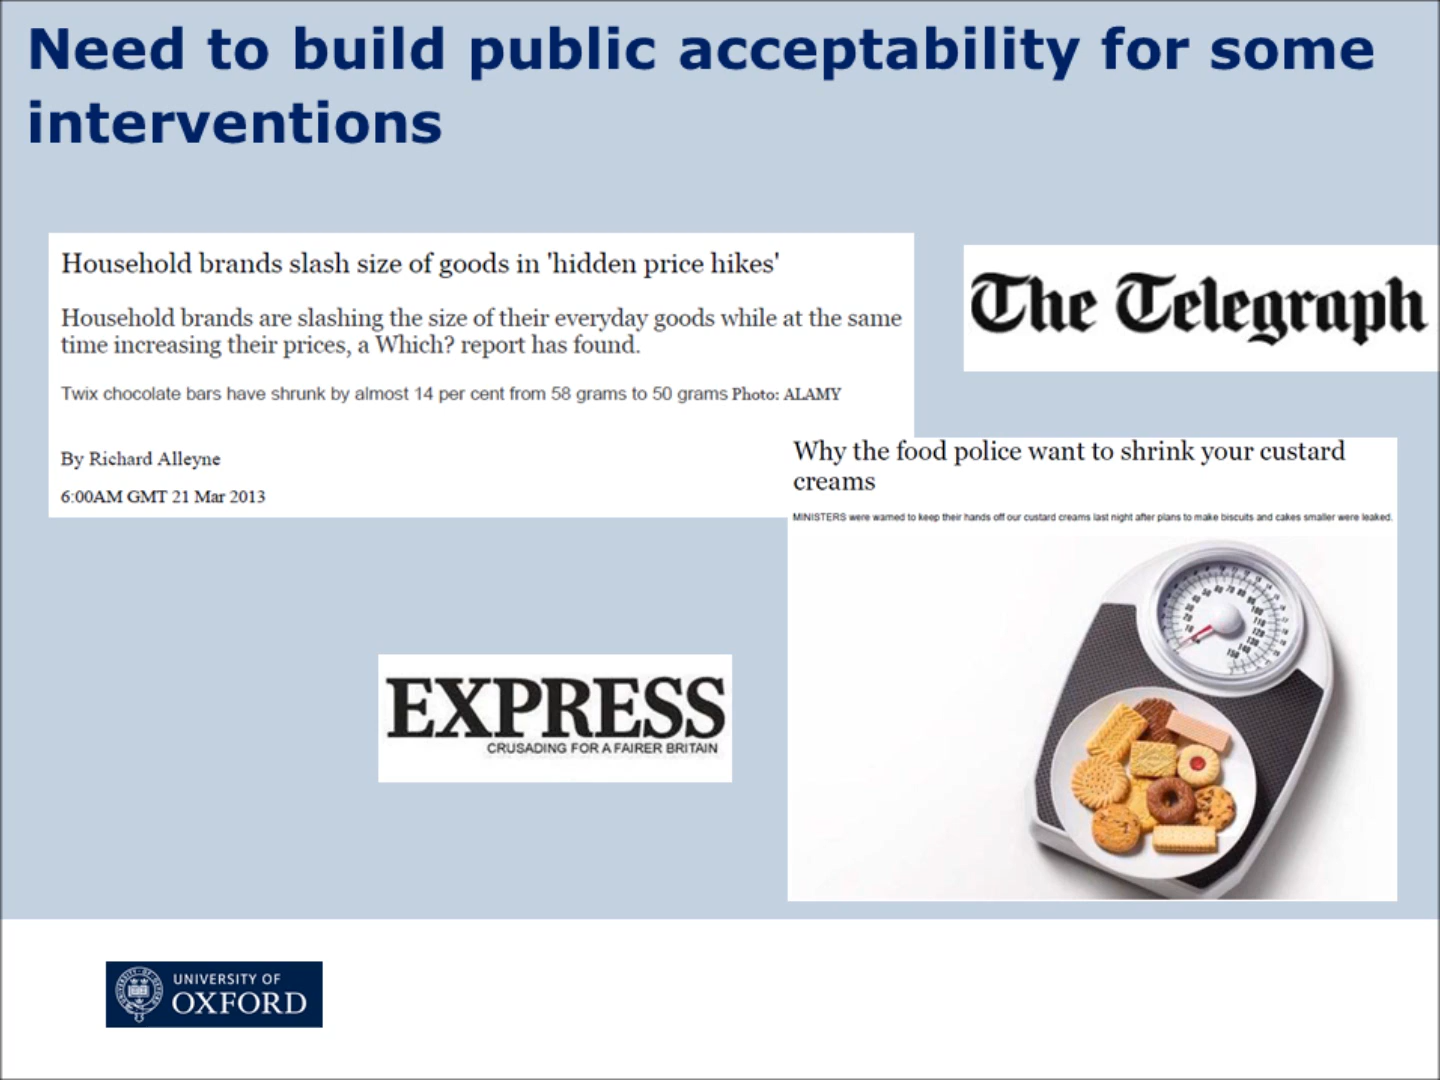 Need to build public acceptability for some
interventions
Household brands slash size of goods in 'hidden price hikes'
Household brands are slashing the size of their everyday goods while at the same
time increasing their prices, a Which? report has found.
Twix chocolate bars have shrunk by almost 14 per cent from 58 grams to 50 grams Photo: ALAMY
By Richard Alleyne
6:00AM GMT 21 Mar 2013
The Telegraph
Why the food police want to shrink your custard
creams
MINISTERS were warned to keep their hands off our custard creams last night after plans to make biscuits and cakes smaller were leaked.
EXPRESS
CRUSADING FOR A FAIRER BRITAIN
UNIVERSITY OF
OXFORD